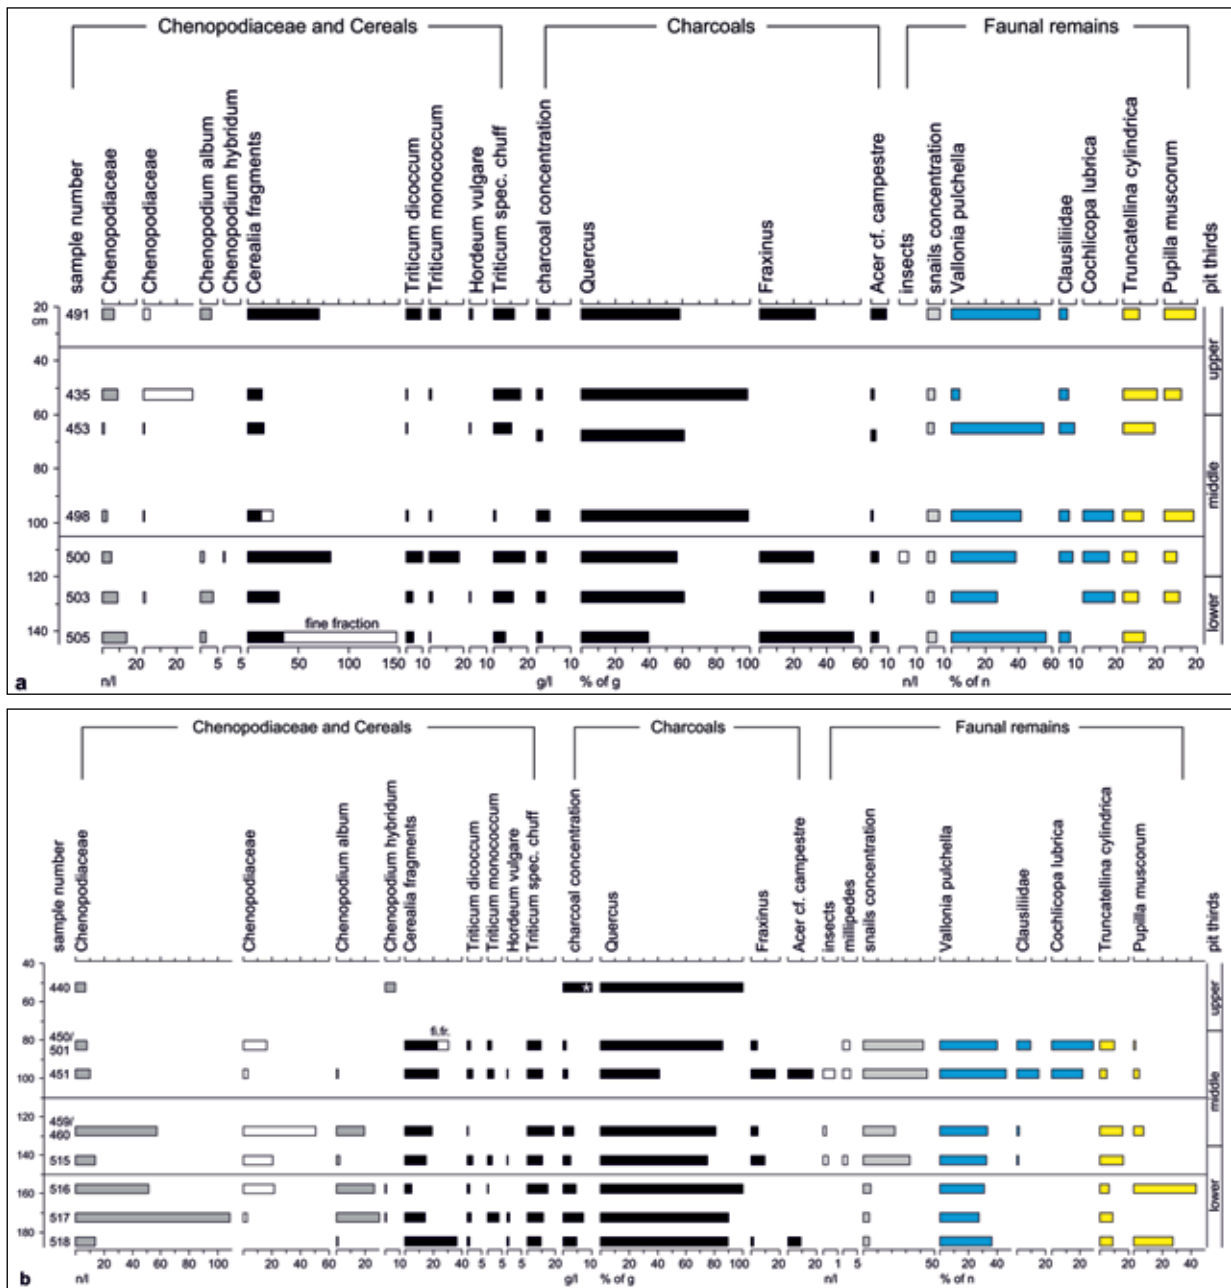 Chenopodiaceae and Cereals Charcoals Faunal remains
sample number
Chenopodiaceae
Chenopodiaceae
Chenopodium album
Chenopodium hybridum
Cerealia fragments
Triticum dicoccum
Triticum monococcum
Hordeum vulgare
Triticum spec. chuff
charcoal concentration
Quercus
Fraxinus
Acer cf. campestre
insects
snails concentration
Vallonia pulchella
Clausiliidae
Cochlicopa lubrica
Truncatellina cylindrica
Pupilla muscorum
pit thirds
20 491
cm
upper
40
435
60
453
80
middle
498
100
500
120
503
lower
fine fraction
140 505
20 20 5 5 50 100 150 10 10 10 10 10 20 40 60 80 100 20 40 60 10 10 10 20 40 60 10 20 20 20
n/l g/l % of g n/l % of n
a
Chenopodiaceae and Cereals Charcoals Faunal remains
sample number
Chenopodiaceae
Chenopodiaceae
Chenopodium album
Chenopodium hybridum
Cerealia fragments
Triticum dicoccum
Triticum monococcum
Hordeum vulgare
Triticum spec. chuff
charcoal concentration
Quercus
Fraxinus
Acer cf. campestre
insects
millipedes
snails concentration
Vallonia pulchella
Clausiliidae
Cochlicopa lubrica
Truncatellina cylindrica
Pupilla muscorum
pit thirds
40
440 *
60
upper
80 450/
501
fi.fr.
451
100
middle
120 459/
460
140 515
516
160
lower
517
180 518
20 40 60 80 100 20 40 60 20 10 20 40 5 5 5 20 10 20 40 60 80 100 20 20 1 5 50 20 40 20 20 20 20 40
n/l g/l % of g n/l % of n
b